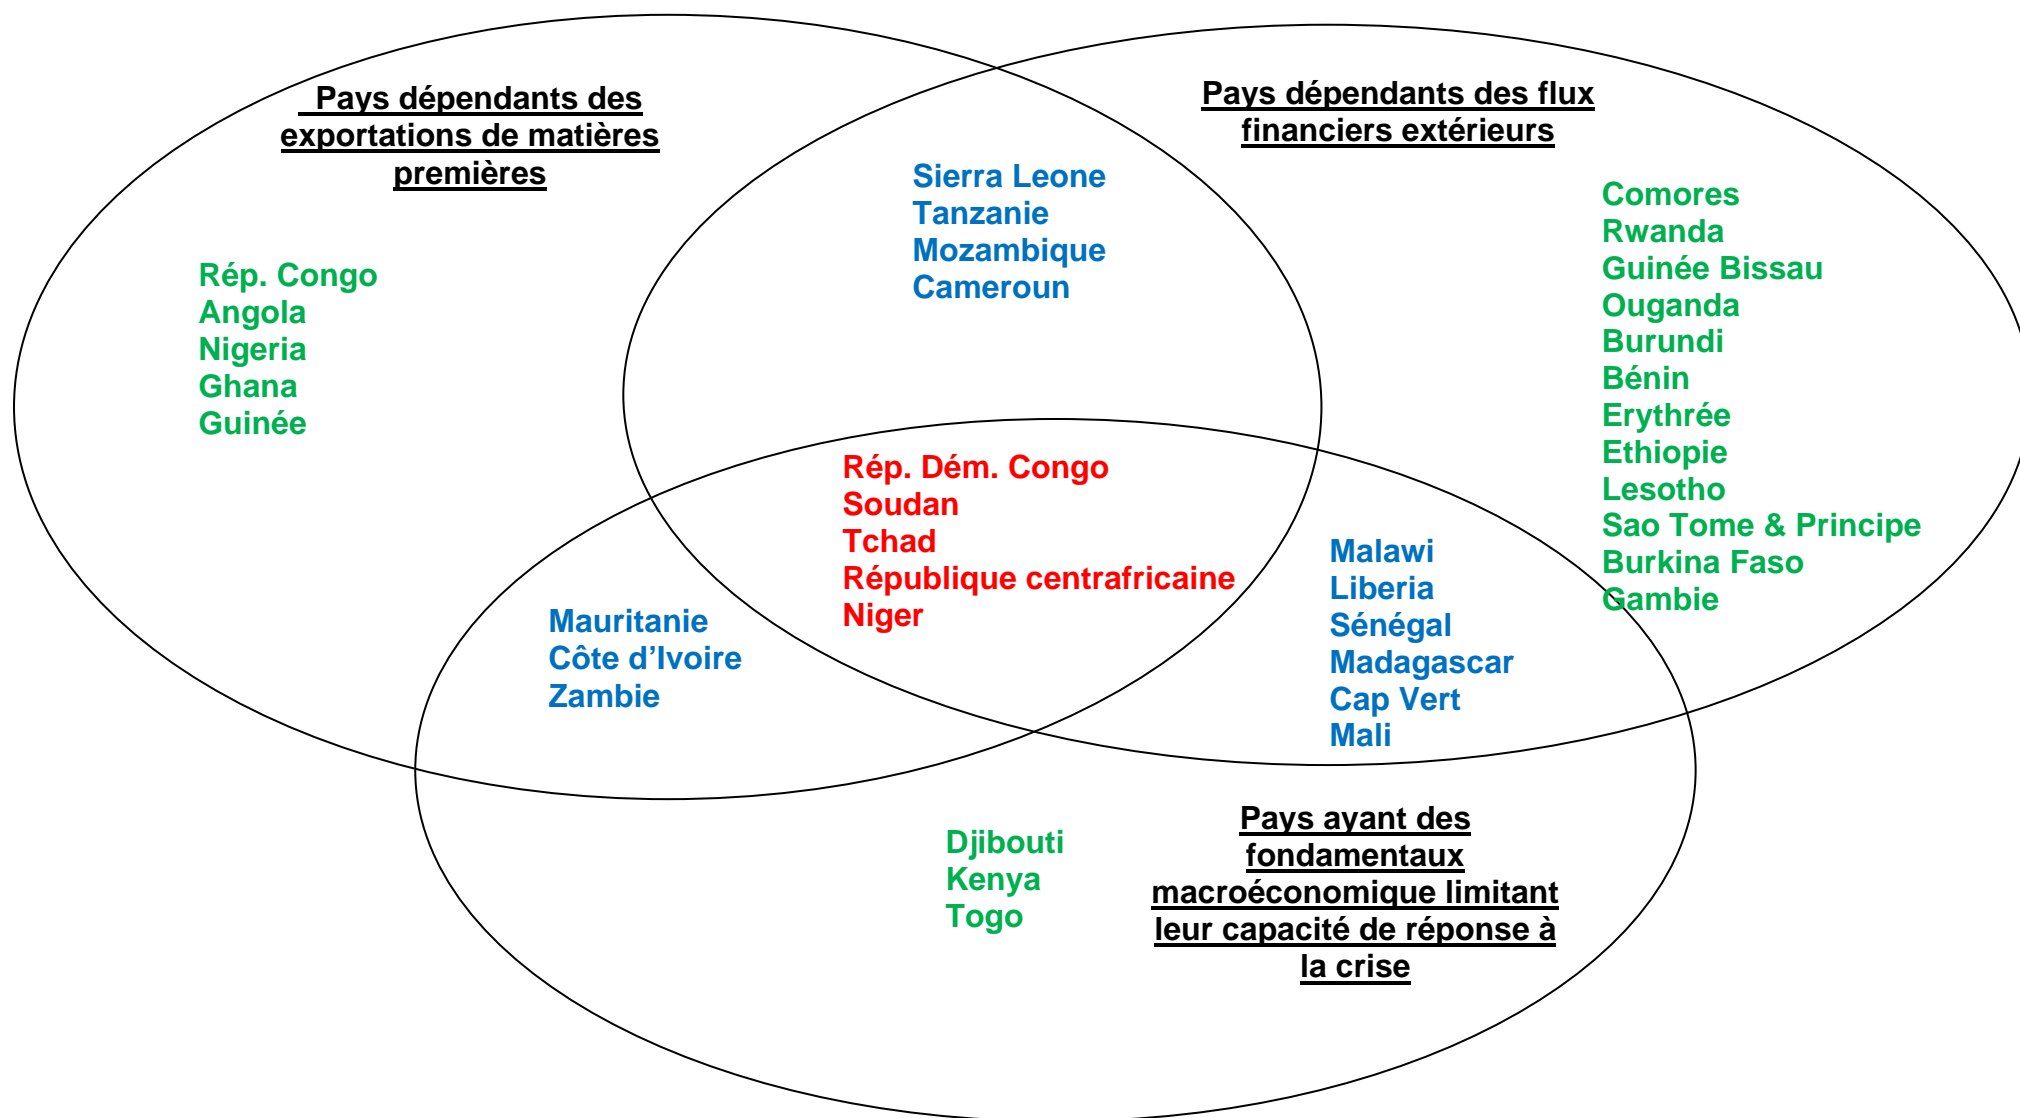 Pays dépendants des
exportations de matières
premières
Pays dépendants des flux
financiers extérieurs
Sierra Leone
Tanzanie
Mozambique
Cameroun
Comores
Rwanda
Guinée Bissau
Ouganda
Burundi
Bénin
Erythrée
Ethiopie
Lesotho
Sao Tome & Principe
Burkina Faso
Gambie
Rép. Congo
Angola
Nigeria
Ghana
Guinée
Rép. Dém. Congo
Soudan
Tchad
République centrafricaine
Niger
Malawi
Liberia
Sénégal
Madagascar
Cap Vert
Mali
Mauritanie
Côte d’Ivoire
Zambie
Djibouti
Kenya
Togo
Pays ayant des
fondamentaux
macroéconomique limitant
leur capacité de réponse à
la crise